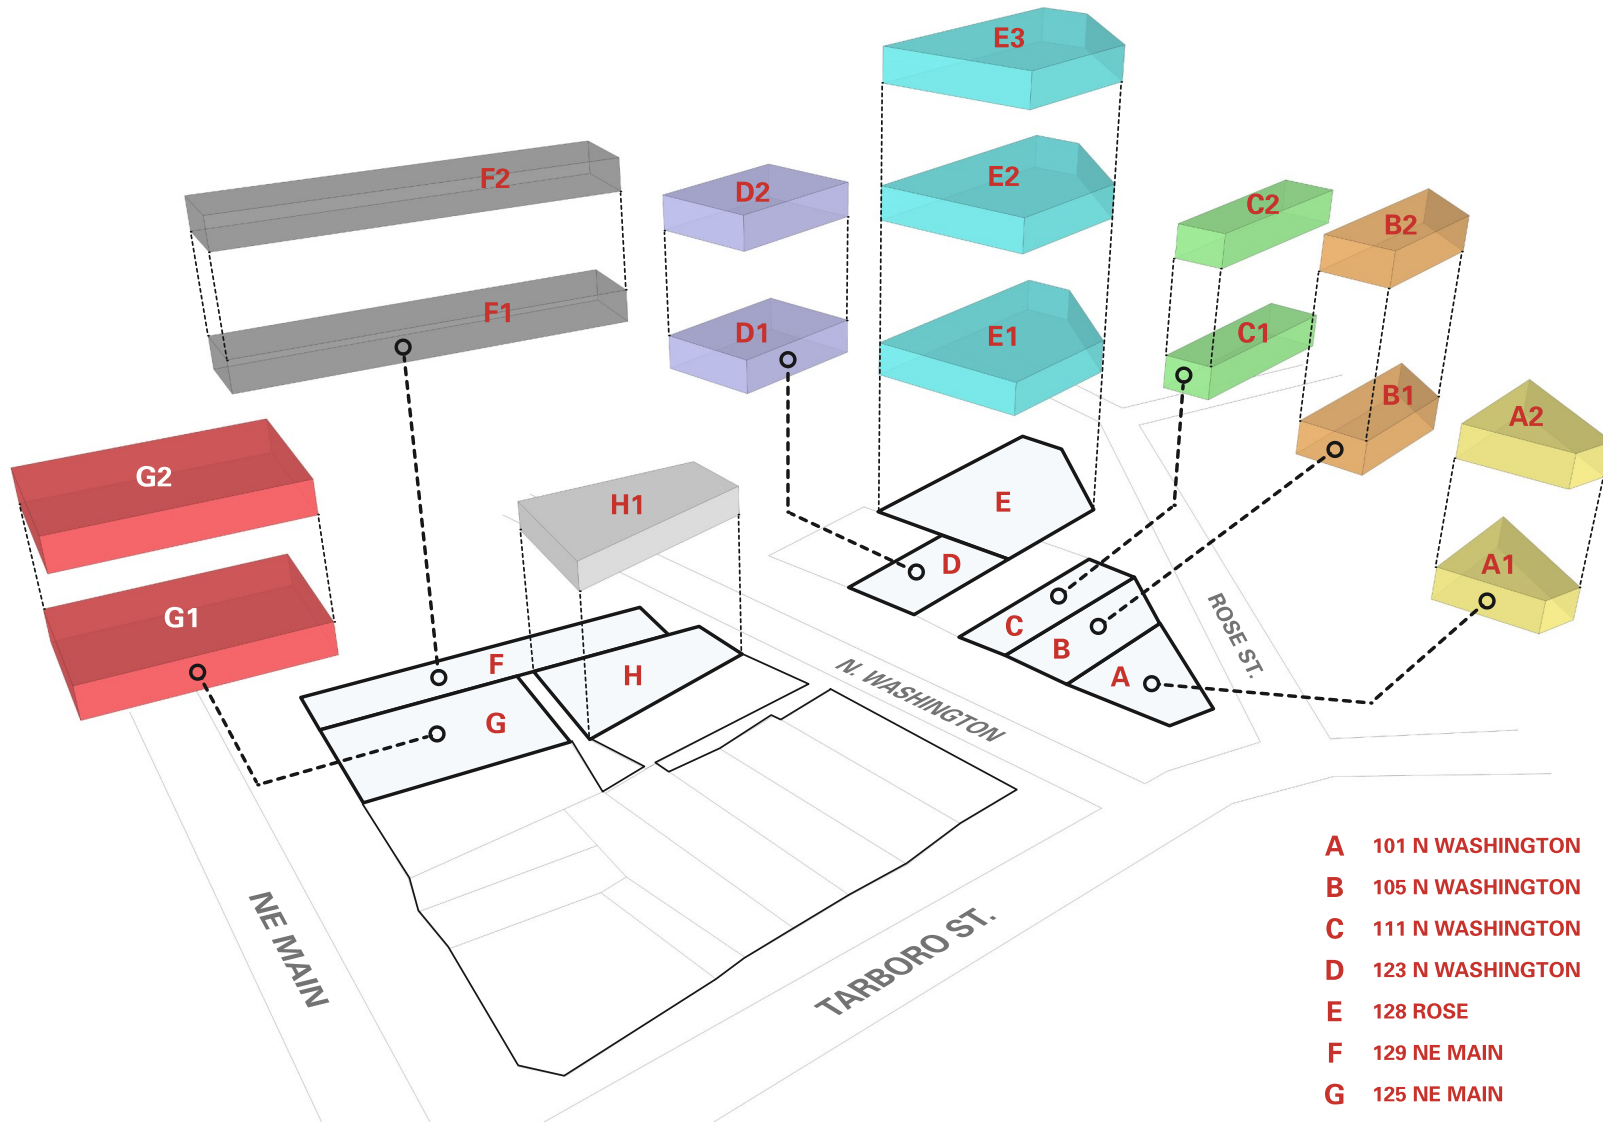 E3
F2
D2
E2
C2
B2
F1
D1
E1
C1
B1
A2
G2
H1
E
A1
G1
D
C
B
A
F
H
G
ROSE ST.
N. WASHINGTON
NE MAIN
TARBORO ST.
A 101 N WASHINGTON
B 105 N WASHINGTON
C 111 N WASHINGTON
D 123 N WASHINGTON
E 128 ROSE
F 129 NE MAIN
G 125 NE MAIN